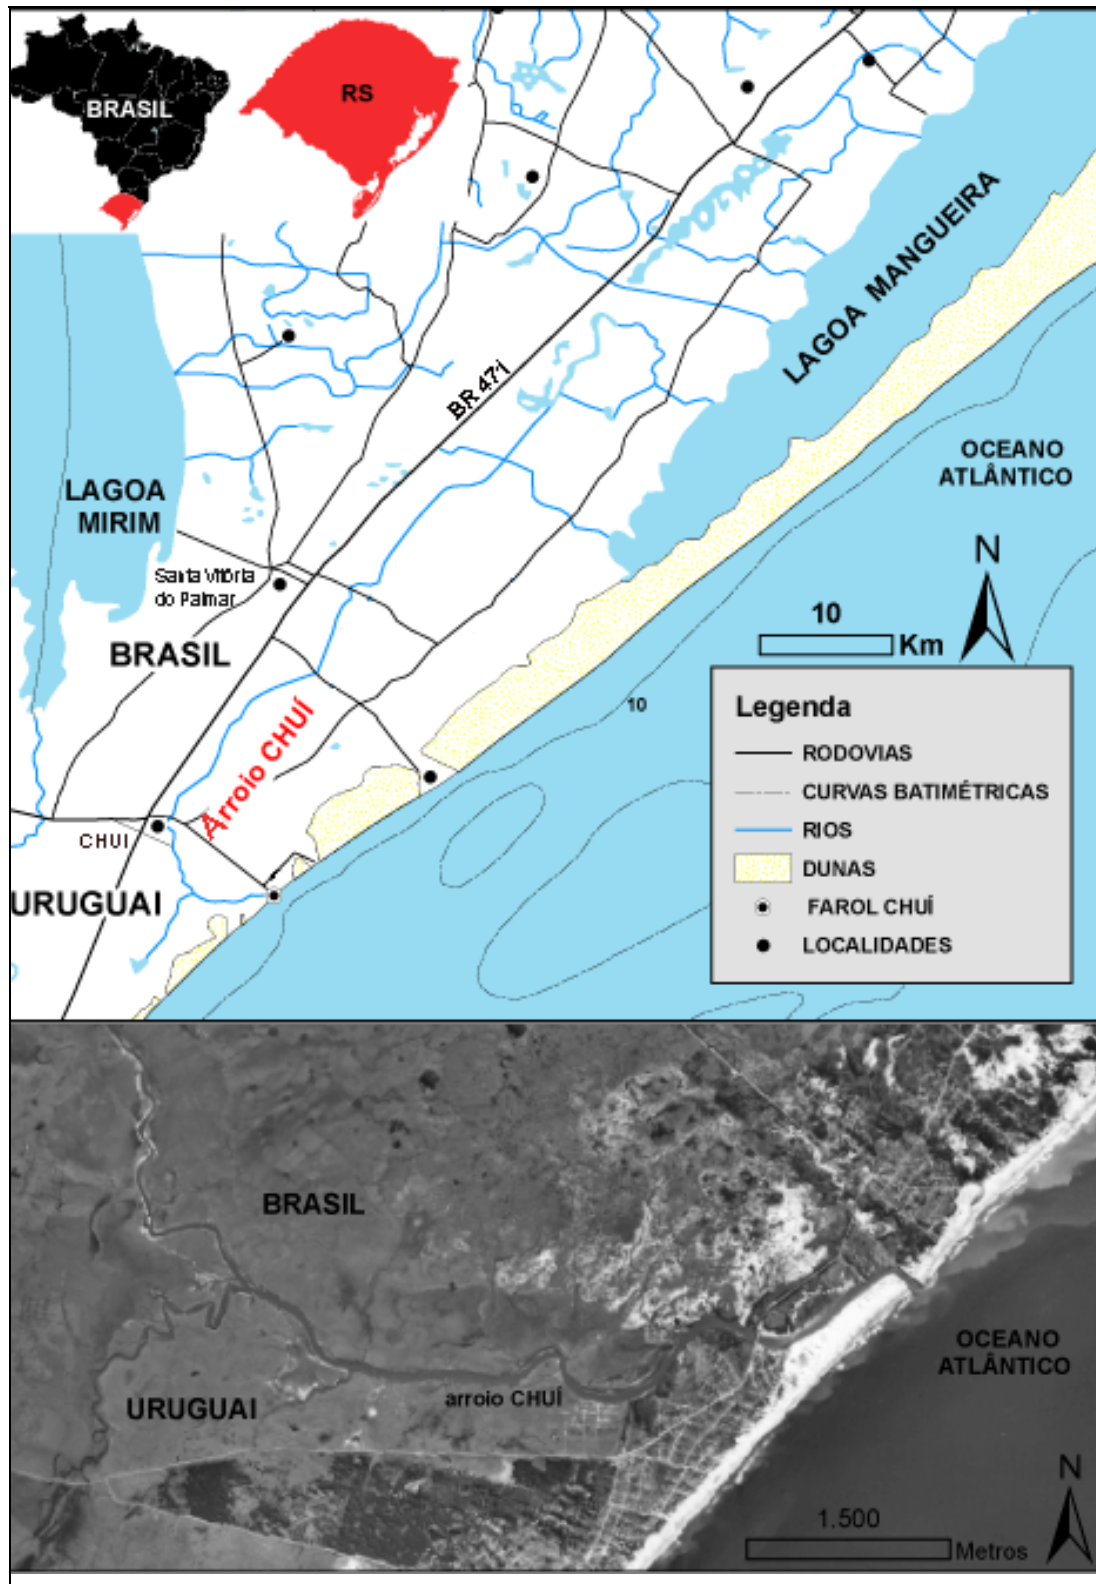 BRASIL
RS
LAGOA MANGUEIRA
BR 471
OCEANO
ATLÂNTICO
LAGOA
MIRIM
N
Santa Vitória
do Palmar
10
Km
BRASIL
10
Legenda
RODOVIAS
CURVAS BATIMÉTRICAS
RIOS
DUNAS
FAROL CHUÍ
LOCALIDADES
Arroio CHUÍ
CHUI
URUGUAI
BRASIL
OCEANO
ATLÂNTICO
arroio CHUÍ
URUGUAI
N
1.500
Metros